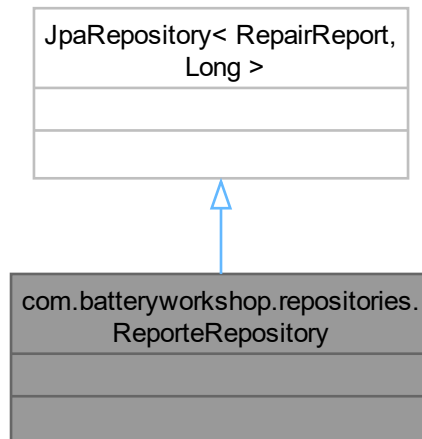 JpaRepository< RepairReport,
Long >
com.batteryworkshop.repositories.
ReporteRepository